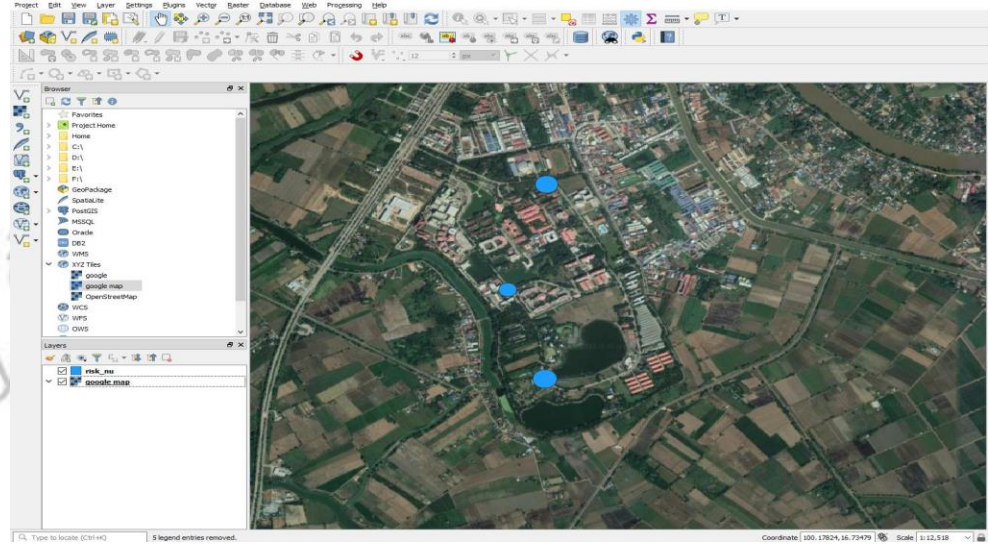 Project Edit View Layer Settings Plugins Vector Raster Database Web Processing Help
12 px
Browser
Favorites
Project Home
Home
C:\
D:\
E:\
F:\
GeoPackage
SpatiaLite
PostGIS
MSSQL
Oracle
DB2
WMS
XYZ Tiles
google
google map
OpenStreetMap
WCS
WFS
OWS
Layers
risk_nu
google map
Type to locate (Ctrl+K) 5 legend entries removed. Coordinate 100.17824,16.73479 Scale 1:12,518